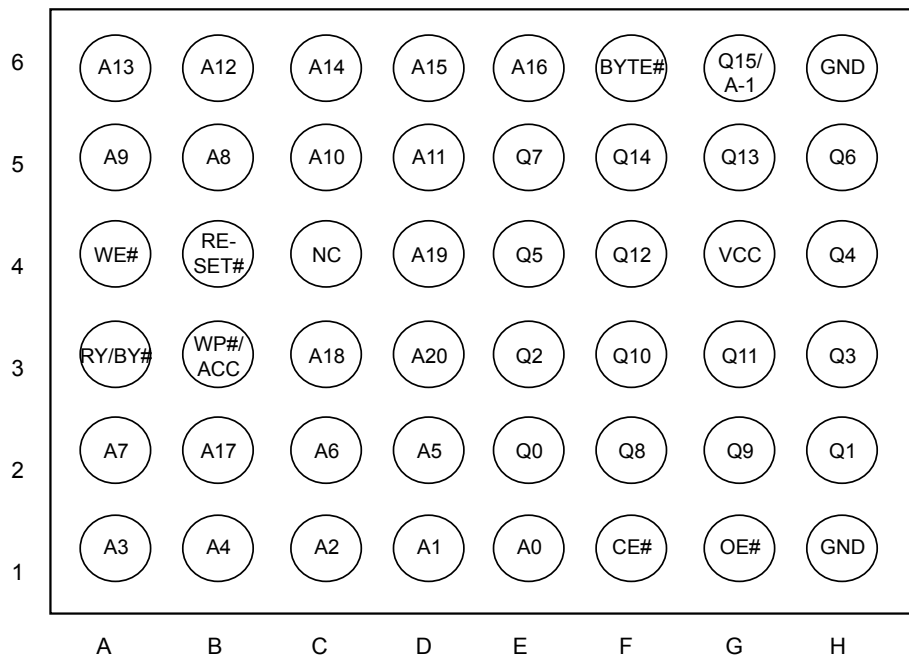 6 A13 A12 A14 A15 A16 BYTE# Q15/ A-1 GND
5 A9 A8 A10 A11 Q7 Q14 Q13 Q6
4 WE# RE- SET# NC A19 Q5 Q12 VCC Q4
3 RY/BY# WP#/ ACC A18 A20 Q2 Q10 Q11 Q3
2 A7 A17 A6 A5 Q0 Q8 Q9 Q1
1 A3 A4 A2 A1 A0 CE# OE# GND
A B C D E F G H